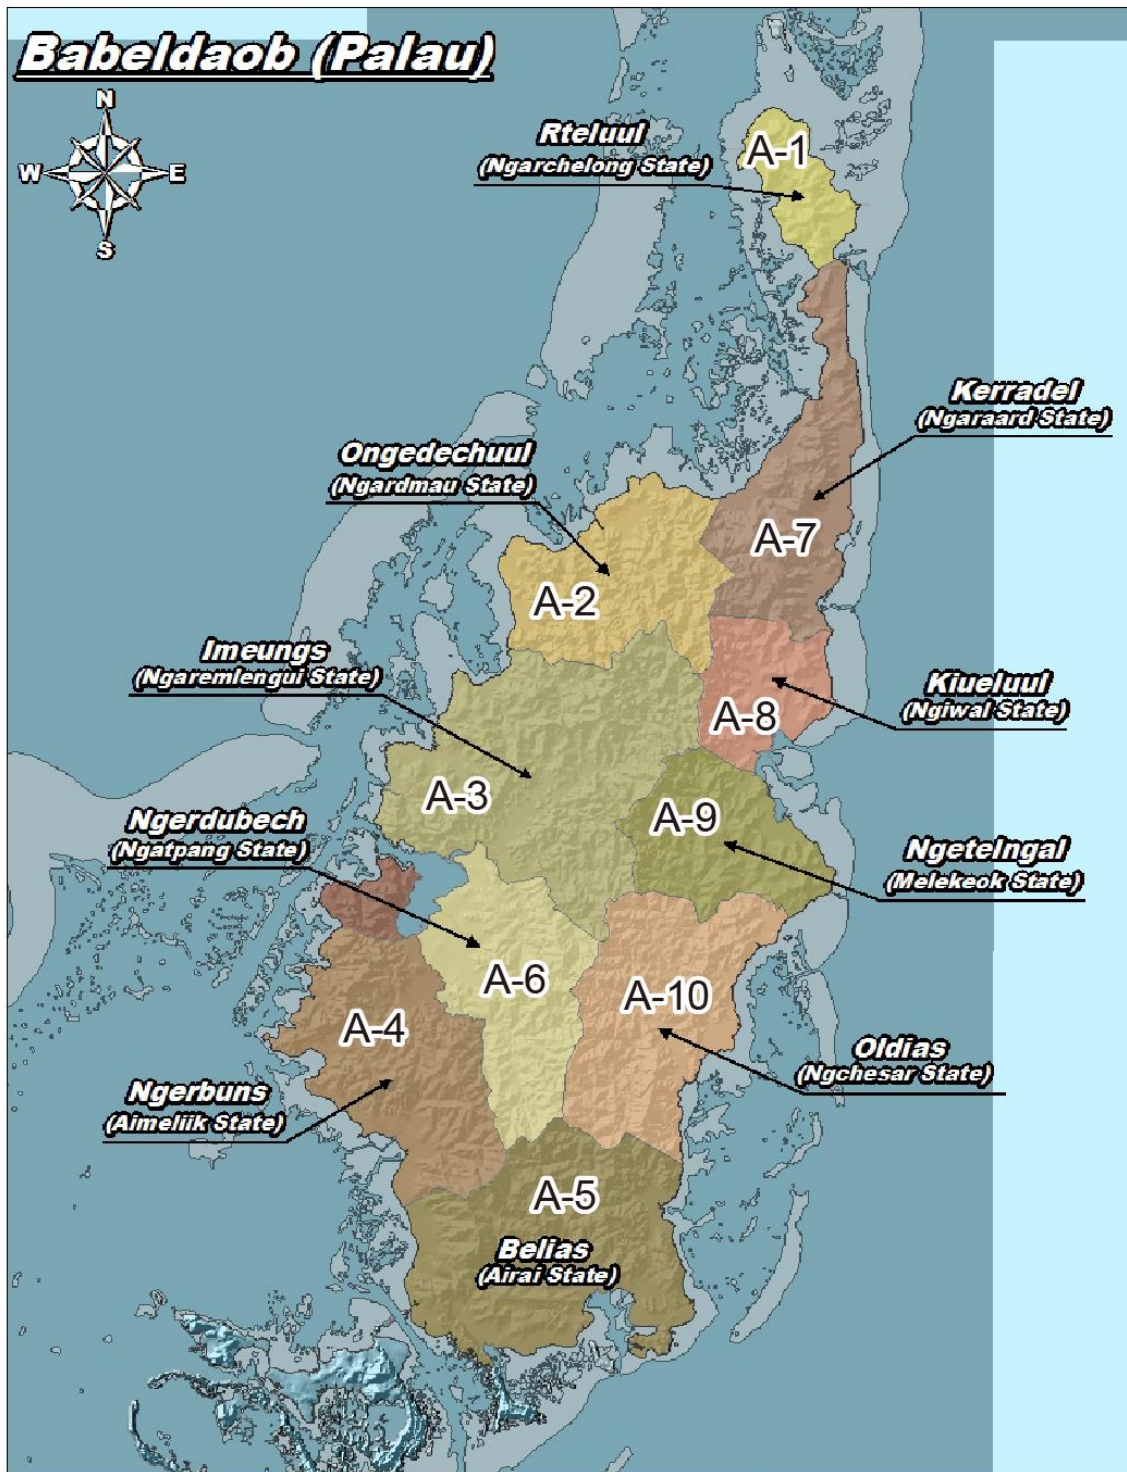 Babeldaob (Palau)
N
W
E
S
Rteluul
(Ngarchelong State)
A-1
Kerradel
(Ngaraard State)
Ongedechuul
(Ngardmau State)
A-7
A-2
Imeungs
(Ngaremlengui State)
Kiueluul
(Ngiwal State)
A-8
A-3
A-9
Ngerdubech
(Ngatpang State)
Ngetelngal
(Melekeok State)
A-6
A-10
A-4
Oldias
(Ngchesar State)
Ngerbuns
(Aimeliik State)
A-5
Belias
(Airai State)